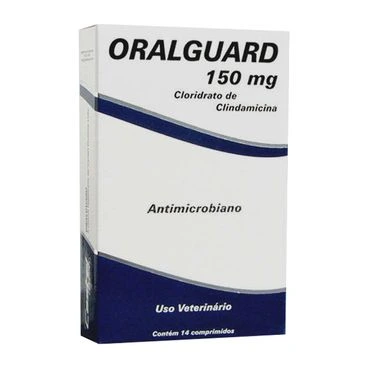 ORALGUARD
150 mg
Cloridrato de
Clindamicina
Antimicrobiano
Uso Veterinário
Contém 14 comprimidos